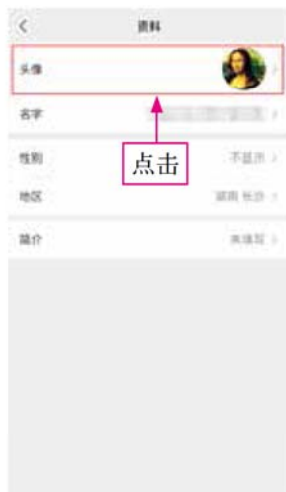 资料
头像
名字
点击
性别 不显示
地区 湖南 长沙
简介 未填写